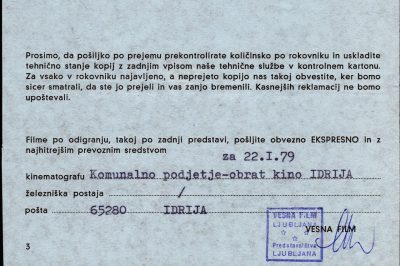 Prosimo, da pošiljko po prejemu prekontrolirate količinsko po rokovniku in uskladite
tehnično stanje kopij z zadnjim vpisom naše tehnične službe v kontrolnem kartonu.
Za vsako v rokovniku najavljeno, a neprejeto kopijo nas takoj obvestite, ker bomo
sicer smatrali, da ste jo prejeli in vas zanjo bremenili. Kasnejših reklamacij ne bomo
upoštevali.
Filme po odigranju, takoj po zadnji predstavi, pošljite obvezno EKSPRESNO in z
najhitrejšim prevoznim sredstvom
za 22.I.79
kinematografu Komunalno podjetje-obrat kino IDRIJA
železniška postaja /
pošta 65280 IDRIJA
VESNA FILM
LJUBLJANA
Predstavništvo
LJUBLJANA
VESNA FILM
3